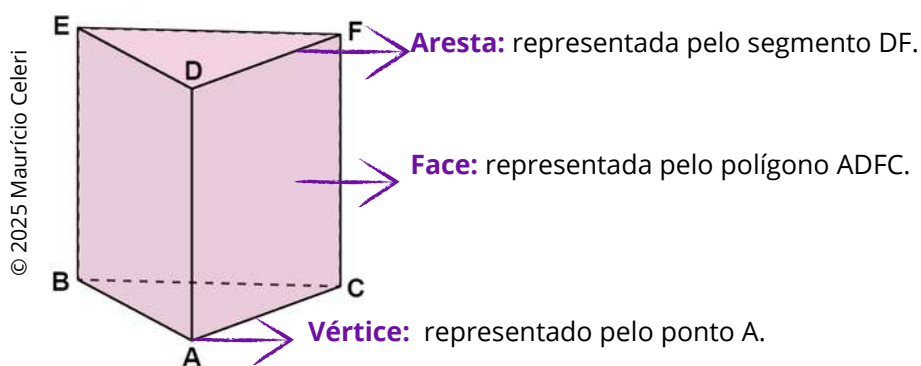 E
F
Aresta: representada pelo segmento DF.
D
© 2025 Maurício Celeri
Face: representada pelo polígono ADFC.
B
C
Vértice: representado pelo ponto A.
A